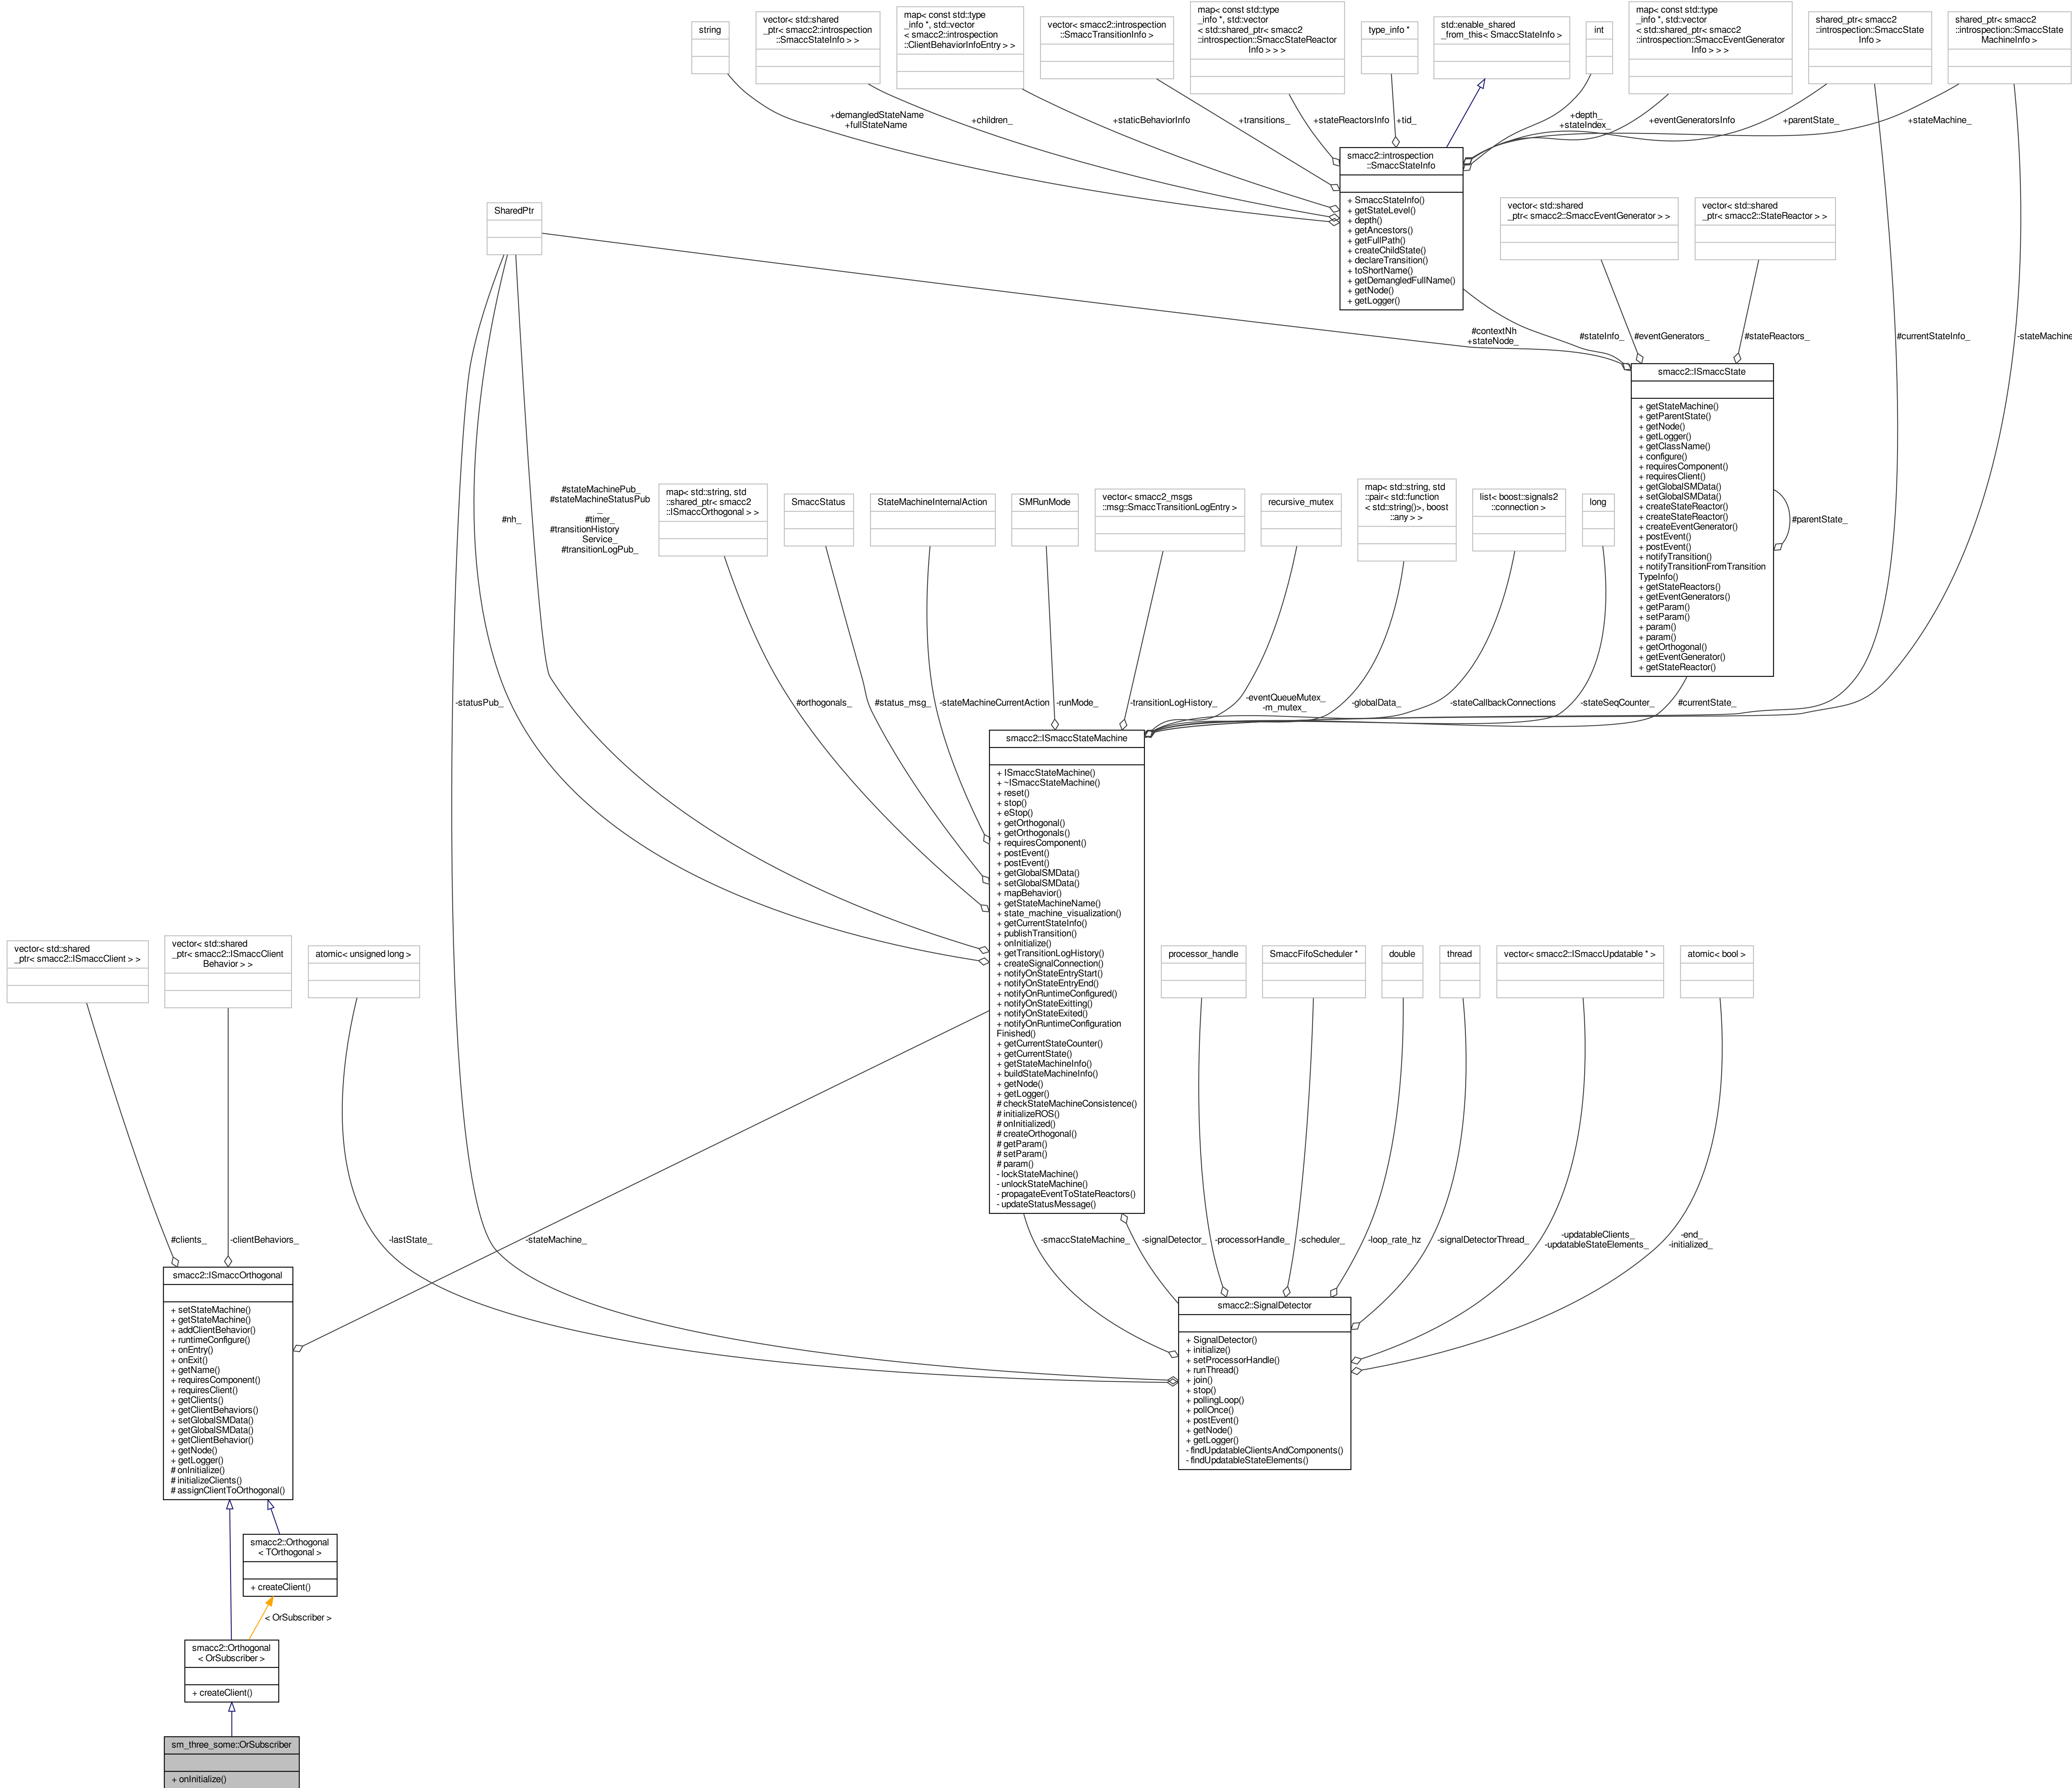 string
vector< std::shared
_ptr< smacc2::introspection
::SmaccStateInfo > >
map< const std::type
_info *, std::vector
< smacc2::introspection
::ClientBehaviorInfoEntry > >
vector< smacc2::introspection
::SmaccTransitionInfo >
map< const std::type
_info *, std::vector
< std::shared_ptr< smacc2
::introspection::SmaccStateReactor
Info > > >
type_info *
std::enable_shared
_from_this< SmaccStateInfo >
int
map< const std::type
_info *, std::vector
< std::shared_ptr< smacc2
::introspection::SmaccEventGenerator
Info > > >
shared_ptr< smacc2
::introspection::SmaccState
Info >
shared_ptr< smacc2
::introspection::SmaccState
MachineInfo >
+demangledStateName
+fullStateName
+children_
+staticBehaviorInfo
+transitions_
+stateReactorsInfo
+tid_
+depth_
+stateIndex_
+eventGeneratorsInfo
+parentState_
+stateMachine_
smacc2::introspection
::SmaccStateInfo
+ SmaccStateInfo()
+ getStateLevel()
+ depth()
+ getAncestors()
+ getFullPath()
+ createChildState()
+ declareTransition()
+ toShortName()
+ getDemangledFullName()
+ getNode()
+ getLogger()
SharedPtr
vector< std::shared
_ptr< smacc2::SmaccEventGenerator > >
vector< std::shared
_ptr< smacc2::StateReactor > >
#contextNh
+stateNode_
#stateInfo_
#eventGenerators_
#stateReactors_
#currentStateInfo_
-stateMachine
smacc2::ISmaccState
+ getStateMachine()
+ getParentState()
+ getNode()
+ getLogger()
+ getClassName()
+ configure()
+ requiresComponent()
+ requiresClient()
+ getGlobalSMData()
+ setGlobalSMData()
+ createStateReactor()
+ createStateReactor()
+ createEventGenerator()
+ postEvent()
+ postEvent()
+ notifyTransition()
+ notifyTransitionFromTransition
TypeInfo()
+ getStateReactors()
+ getEventGenerators()
+ getParam()
+ setParam()
+ param()
+ param()
+ getOrthogonal()
+ getEventGenerator()
+ getStateReactor()
#parentState_
#nh_
#stateMachinePub_
#stateMachineStatusPub
_
#timer_
#transitionHistory
Service_
#transitionLogPub_
map< std::string, std
::shared_ptr< smacc2
::ISmaccOrthogonal > >
SmaccStatus
StateMachineInternalAction
SMRunMode
vector< smacc2_msgs
::msg::SmaccTransitionLogEntry >
recursive_mutex
map< std::string, std
::pair< std::function
< std::string()>, boost
::any > >
list< boost::signals2
::connection >
long
-statusPub_
#orthogonals_
#status_msg_
-stateMachineCurrentAction
-runMode_
-transitionLogHistory_
-eventQueueMutex_
-m_mutex_
-globalData_
-stateCallbackConnections
-stateSeqCounter_
#currentState_
smacc2::ISmaccStateMachine
+ ISmaccStateMachine()
+ ~ISmaccStateMachine()
+ reset()
+ stop()
+ eStop()
+ getOrthogonal()
+ getOrthogonals()
+ requiresComponent()
+ postEvent()
+ postEvent()
+ getGlobalSMData()
+ setGlobalSMData()
+ mapBehavior()
+ getStateMachineName()
+ state_machine_visualization()
+ getCurrentStateInfo()
+ publishTransition()
+ onInitialize()
+ getTransitionLogHistory()
+ createSignalConnection()
+ notifyOnStateEntryStart()
+ notifyOnStateEntryEnd()
+ notifyOnRuntimeConfigured()
+ notifyOnStateExitting()
+ notifyOnStateExited()
+ notifyOnRuntimeConfiguration
Finished()
+ getCurrentStateCounter()
+ getCurrentState()
+ getStateMachineInfo()
+ buildStateMachineInfo()
+ getNode()
+ getLogger()
# checkStateMachineConsistence()
# initializeROS()
# onInitialized()
# createOrthogonal()
# getParam()
# setParam()
# param()
- lockStateMachine()
- unlockStateMachine()
- propagateEventToStateReactors()
- updateStatusMessage()
vector< std::shared
_ptr< smacc2::ISmaccClient > >
vector< std::shared
_ptr< smacc2::ISmaccClient
Behavior > >
atomic< unsigned long >
processor_handle
SmaccFifoScheduler *
double
thread
vector< smacc2::ISmaccUpdatable * >
atomic< bool >
#clients_
-clientBehaviors_
-lastState_
-stateMachine_
-smaccStateMachine_
-signalDetector_
-processorHandle_
-scheduler_
-loop_rate_hz
-signalDetectorThread_
-updatableClients_
-updatableStateElements_
-end_
-initialized_
smacc2::ISmaccOrthogonal
+ setStateMachine()
+ getStateMachine()
+ addClientBehavior()
+ runtimeConfigure()
+ onEntry()
+ onExit()
+ getName()
+ requiresComponent()
+ requiresClient()
+ getClients()
+ getClientBehaviors()
+ setGlobalSMData()
+ getGlobalSMData()
+ getClientBehavior()
+ getNode()
+ getLogger()
# onInitialize()
# initializeClients()
# assignClientToOrthogonal()
smacc2::SignalDetector
+ SignalDetector()
+ initialize()
+ setProcessorHandle()
+ runThread()
+ join()
+ stop()
+ pollingLoop()
+ pollOnce()
+ postEvent()
+ getNode()
+ getLogger()
- findUpdatableClientsAndComponents()
- findUpdatableStateElements()
smacc2::Orthogonal
< TOrthogonal >
+ createClient()
< OrSubscriber >
smacc2::Orthogonal
< OrSubscriber >
+ createClient()
sm_three_some::OrSubscriber
+ onInitialize()